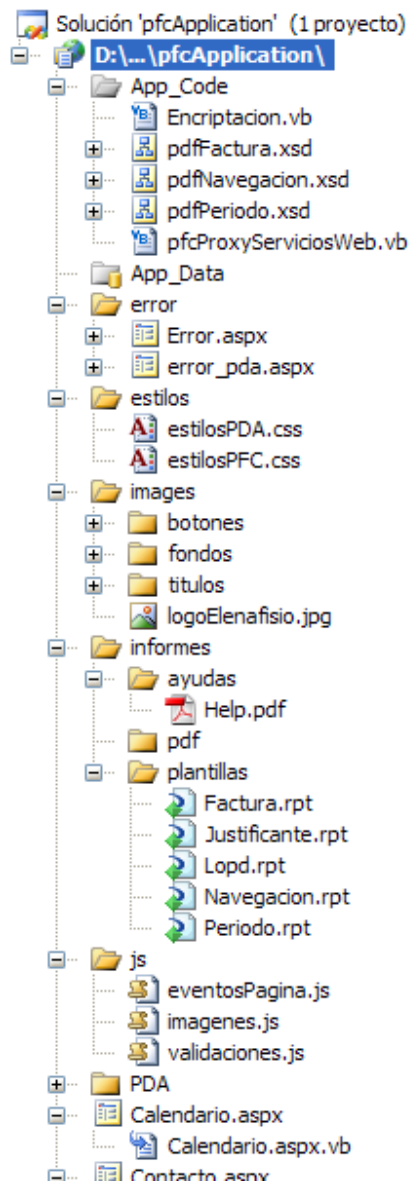 Solución 'pfcApplication' (1 proyecto)
D:\...\pfcApplication\
App_Code
Encriptacion.vb
pdfFactura.xsd
pdfNavegacion.xsd
pdfPeriodo.xsd
pfcProxyServiciosWeb.vb
App_Data
error
Error.aspx
error_pda.aspx
estilos
estilosPDA.css
estilosPFC.css
images
botones
fondos
titulos
logoElenafisio.jpg
informes
ayudas
Help.pdf
pdf
plantillas
Factura.rpt
Justificante.rpt
Lopd.rpt
Navegacion.rpt
Periodo.rpt
js
eventosPagina.js
imagenes.js
validaciones.js
PDA
Calendario.aspx
Calendario.aspx.vb
Contacto.aspx